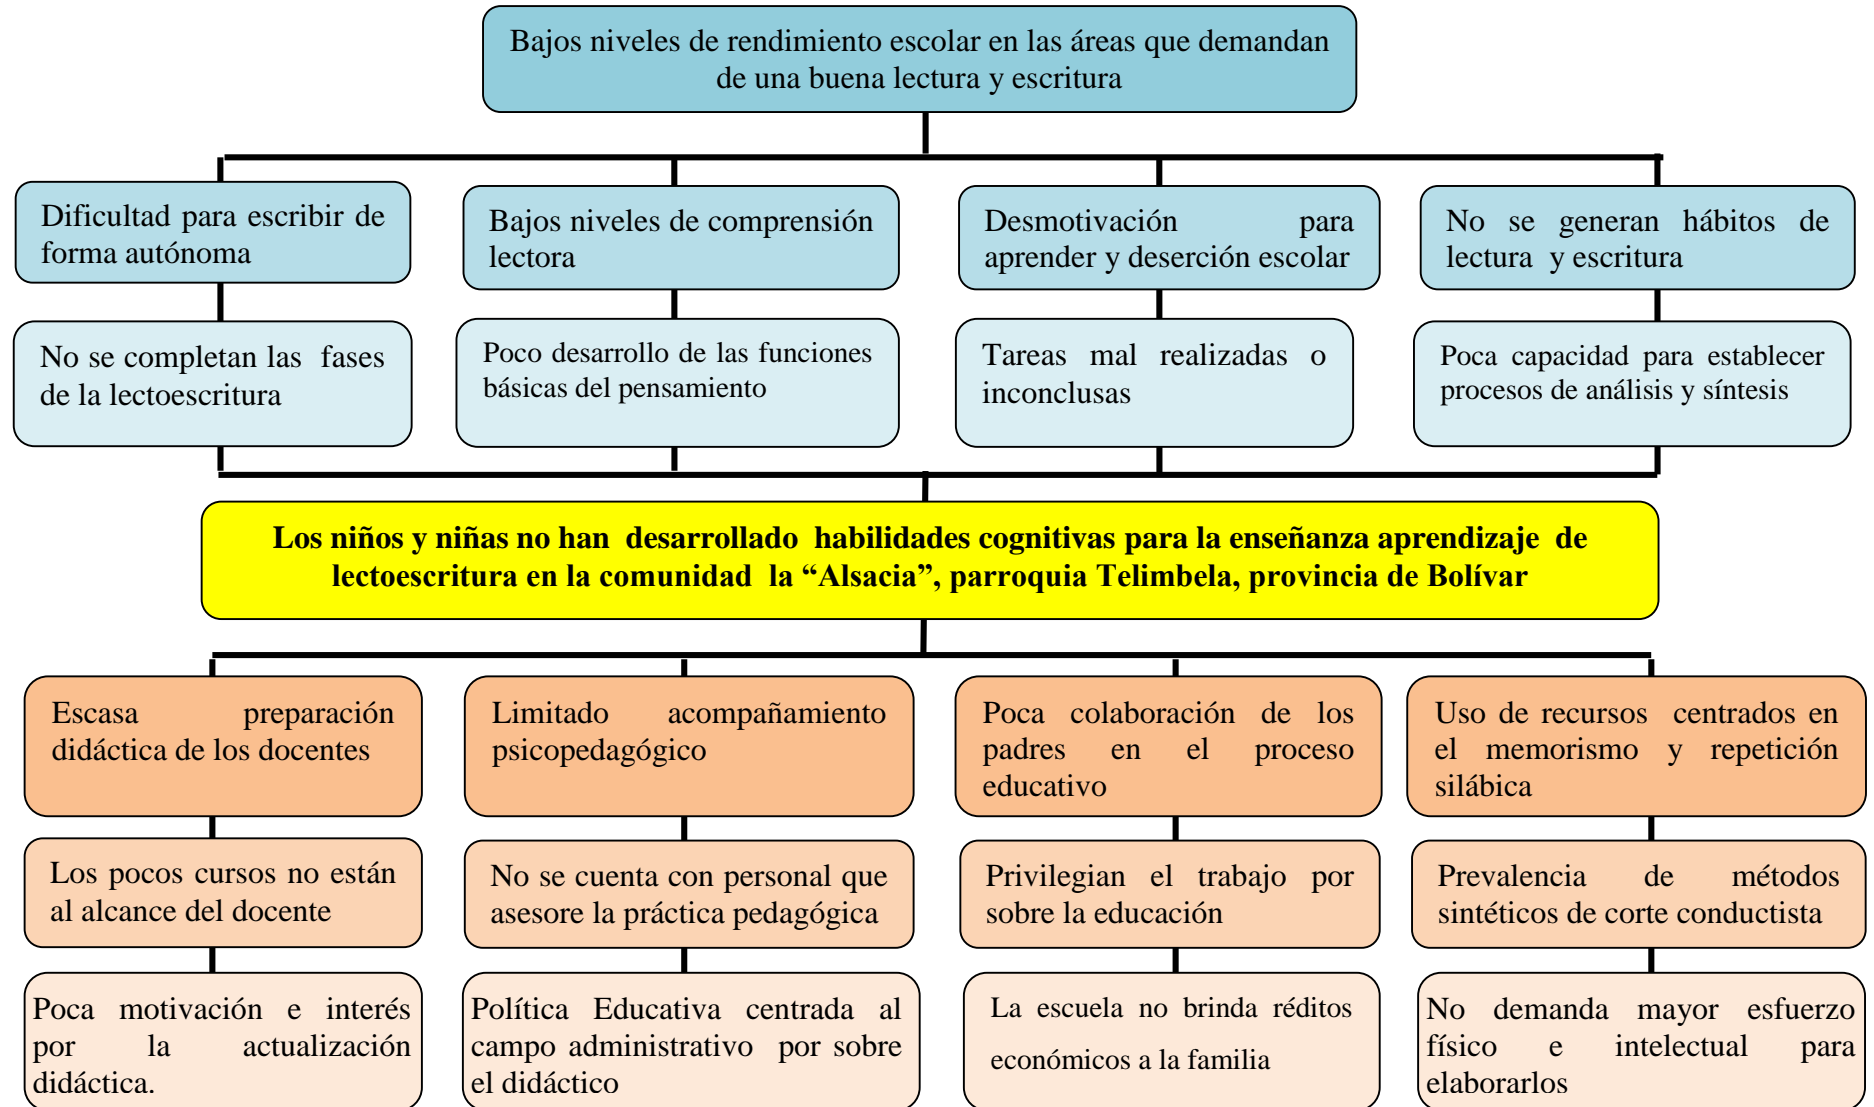 Bajos niveles de rendimiento escolar en las áreas que demandan
de una buena lectura y escritura
Dificultad para escribir de
forma autónoma
Bajos niveles de comprensión
lectora
Desmotivación para
aprender y deserción escolar
No se generan hábitos de
lectura y escritura
No se completan las fases
de la lectoescritura
Poco desarrollo de las funciones
básicas del pensamiento
Tareas mal realizadas o
inconclusas
Poca capacidad para establecer
procesos de análisis y síntesis
Los niños y niñas no han desarrollado habilidades cognitivas para la enseñanza aprendizaje de
lectoescritura en la comunidad la “Alsacia”, parroquia Telimbela, provincia de Bolívar
Escasa preparación
didáctica de los docentes
Limitado acompañamiento
psicopedagógico
Poca colaboración de los
padres en el proceso
educativo
Uso de recursos centrados en
el memorismo y repetición
silábica
Los pocos cursos no están
al alcance del docente
No se cuenta con personal que
asesore la práctica pedagógica
Privilegian el trabajo por
sobre la educación
Prevalencia de métodos
sintéticos de corte conductista
Poca motivación e interés
por la actualización
didáctica.
Política Educativa centrada al
campo administrativo por sobre
el didáctico
La escuela no brinda réditos
económicos a la familia
No demanda mayor esfuerzo
físico e intelectual para
elaborarlos